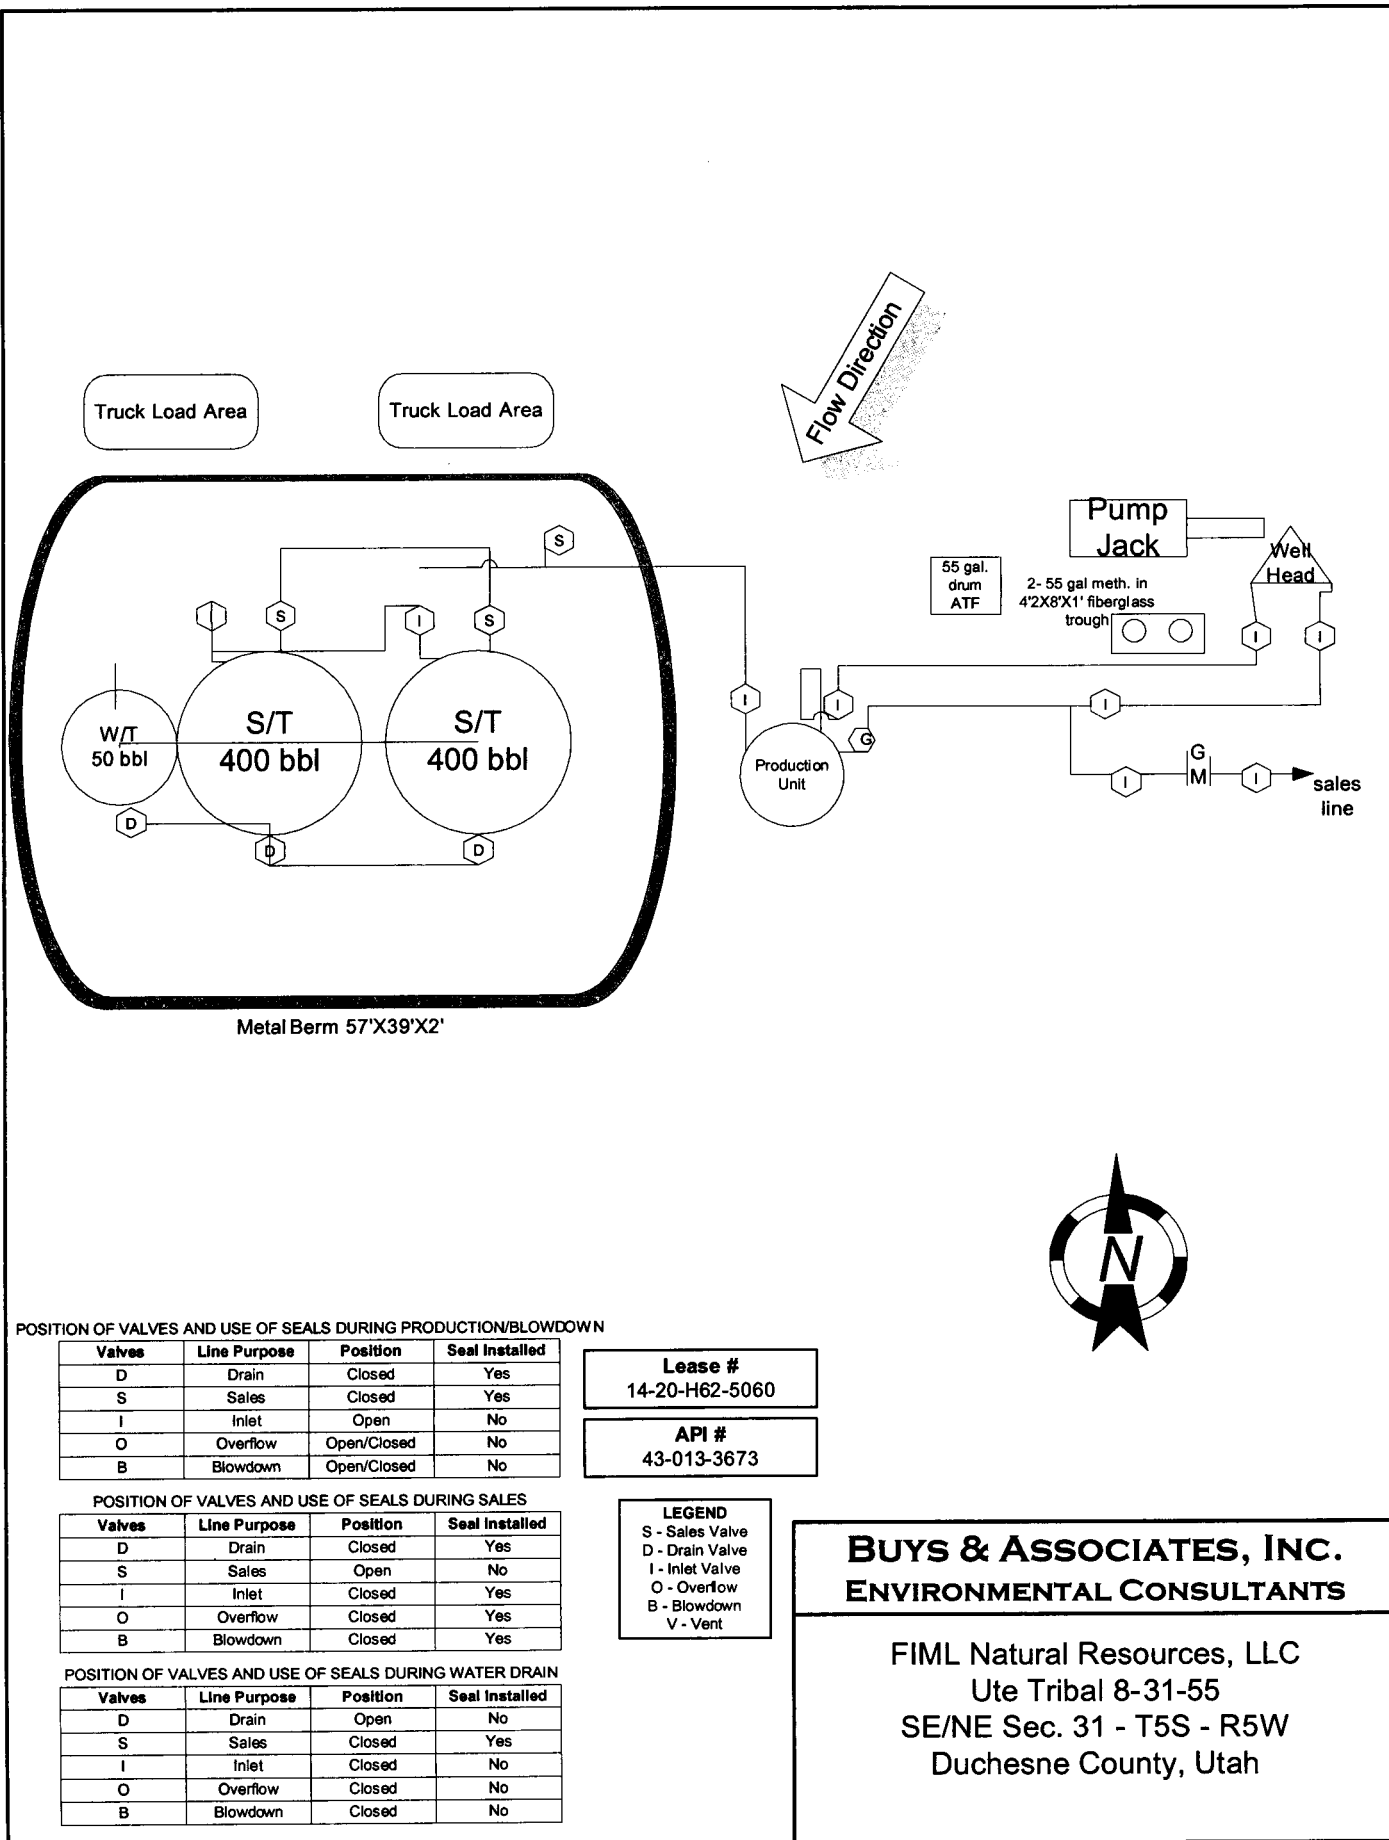 Flow Direction
Truck Load Area
Truck Load Area
Pump
Jack
Well
Head
55 gal.
drum
ATF
2- 55 gal meth. in
4'2X8'X1' fiberglass
trough
S
I
S
I
S
I
I
W/T
50 bbl
S/T
400 bbl
S/T
400 bbl
I
I
I
G
Production
Unit
I
G
M
I
sales
line
D
D
D
Metal Berm 57'X39'X2'
N
POSITION OF VALVES AND USE OF SEALS DURING PRODUCTION/BLOWDOWN
Valves Line Purpose Position Seal Installed
D Drain Closed Yes
S Sales Closed Yes
I Inlet Open No
O Overflow Open/Closed No
B Blowdown Open/Closed No
Lease #
14-20-H62-5060
API #
43-013-3673
POSITION OF VALVES AND USE OF SEALS DURING SALES
Valves Line Purpose Position Seal Installed
D Drain Closed Yes
S Sales Open No
I Inlet Closed Yes
O Overflow Closed Yes
B Blowdown Closed Yes
LEGEND
S - Sales Valve
D - Drain Valve
I - Inlet Valve
O - Overflow
B - Blowdown
V - Vent
POSITION OF VALVES AND USE OF SEALS DURING WATER DRAIN
Valves Line Purpose Position Seal Installed
D Drain Open No
S Sales Closed Yes
I Inlet Closed No
O Overflow Closed No
B Blowdown Closed No
BUYS & ASSOCIATES, INC.
ENVIRONMENTAL CONSULTANTS
FIML Natural Resources, LLC
Ute Tribal 8-31-55
SE/NE Sec. 31 - T5S - R5W
Duchesne County, Utah